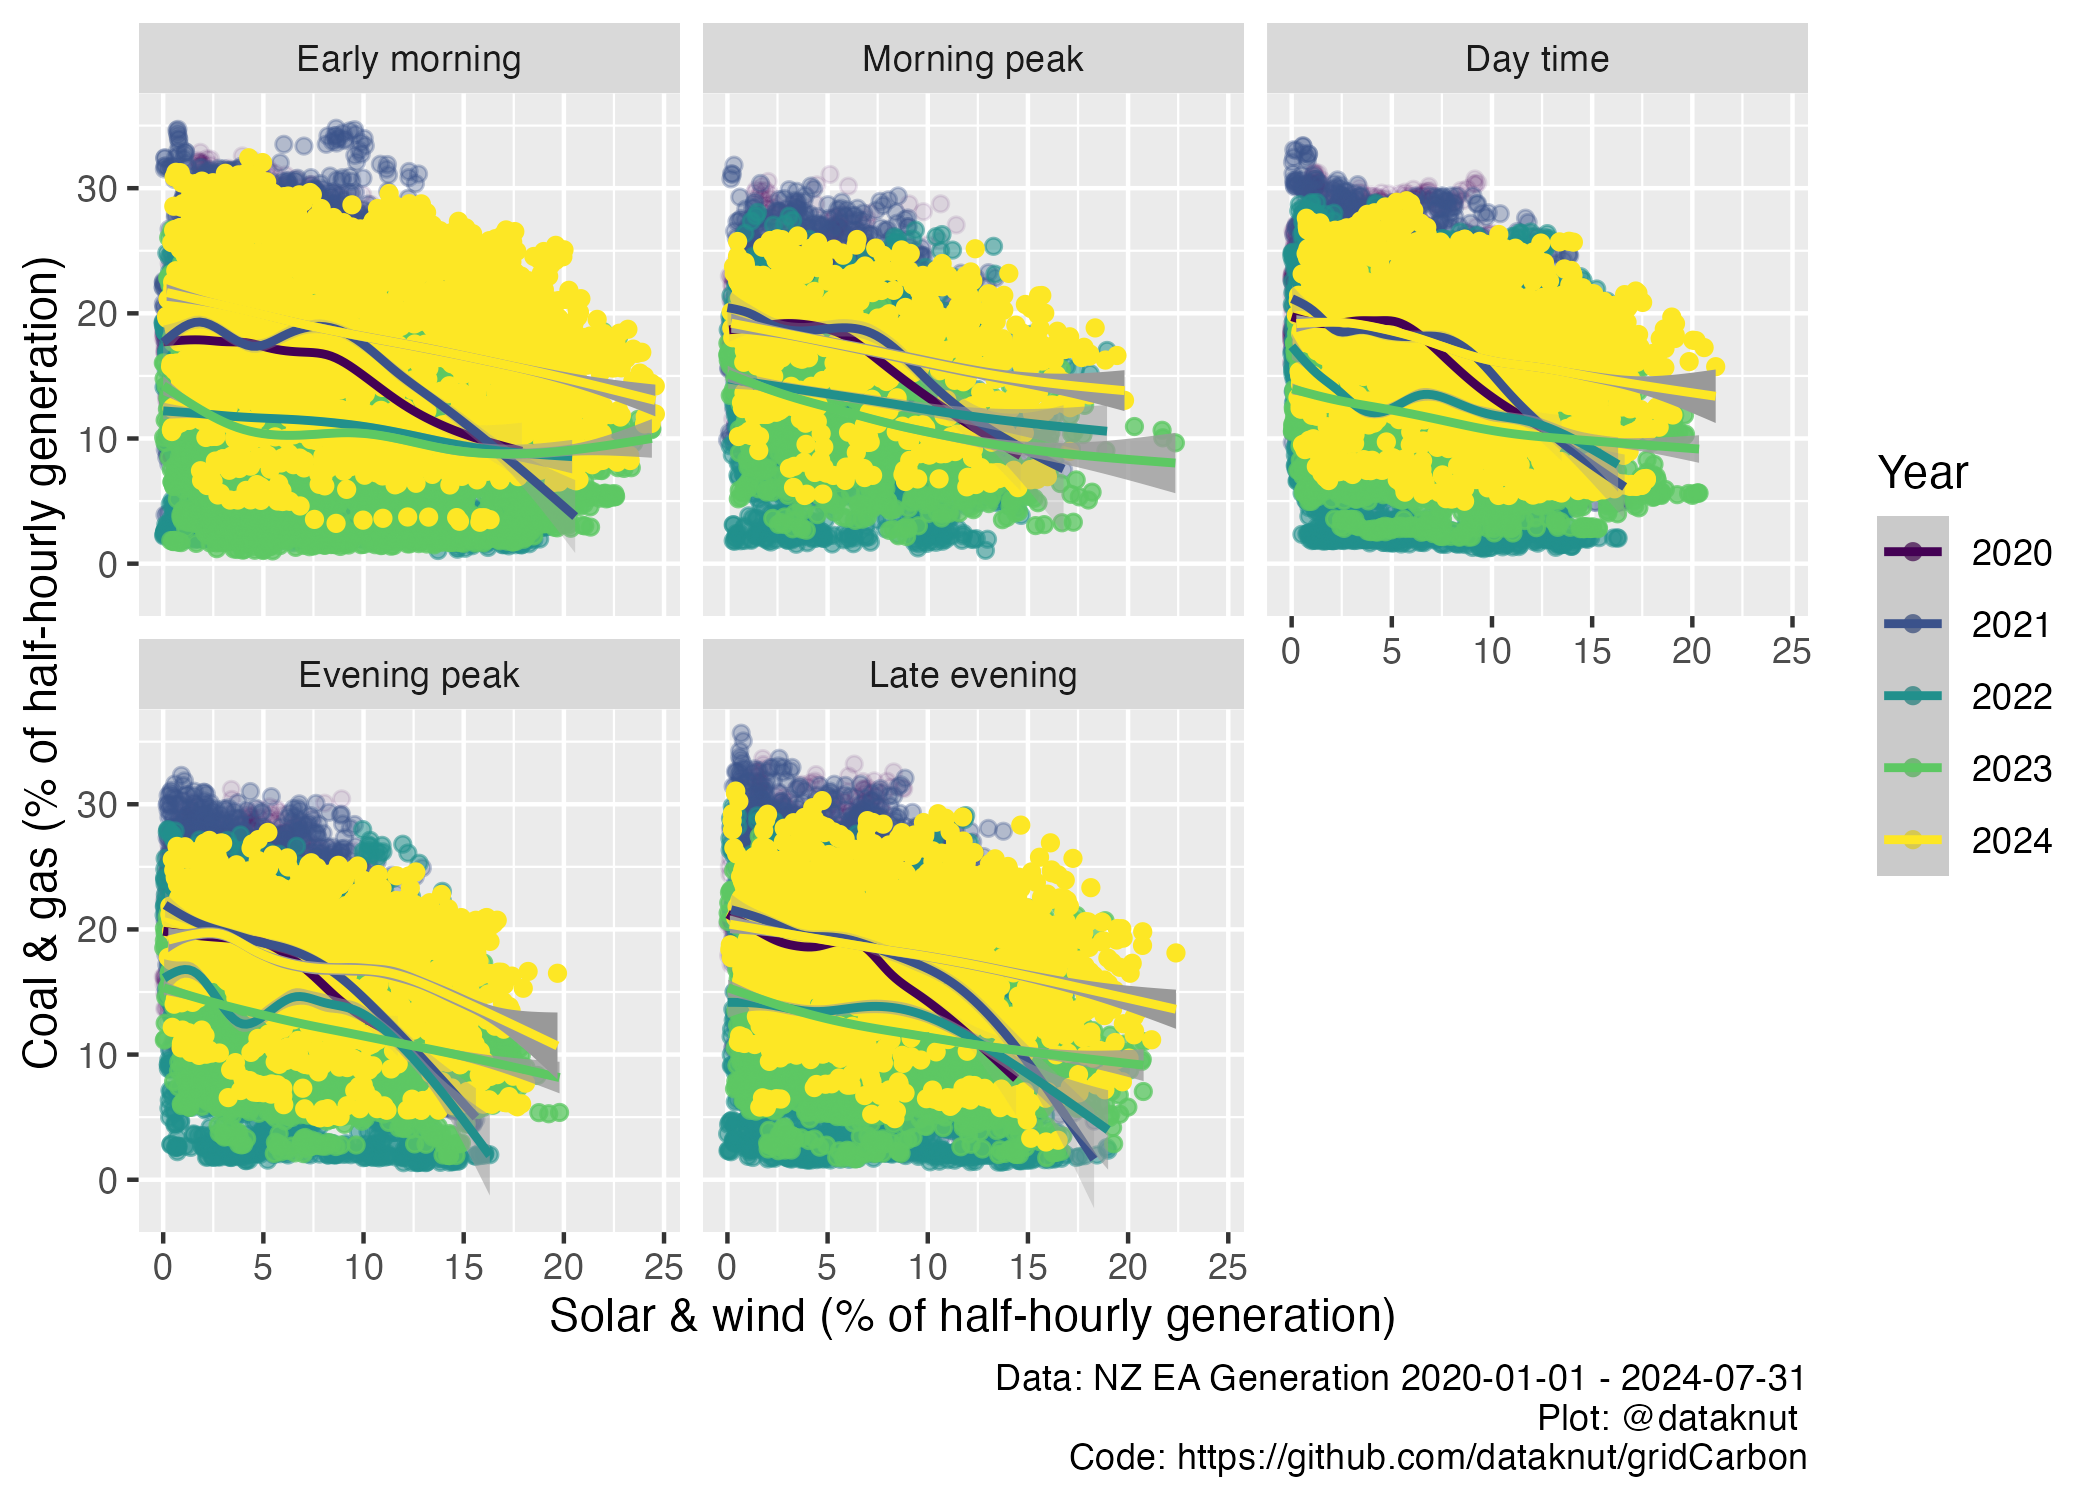 Early morning
Morning peak
Day time
30
20
10
0
0 5 10 15 20 25
Evening peak
Late evening
30
20
10
0
0 5 10 15 20 25
0 5 10 15 20 25
Coal & gas (% of half-hourly generation)
Solar & wind (% of half-hourly generation)
Year
2020
2021
2022
2023
2024
Data: NZ EA Generation 2020-01-01 - 2024-07-31
Plot: @dataknut
Code: https://github.com/dataknut/gridCarbon